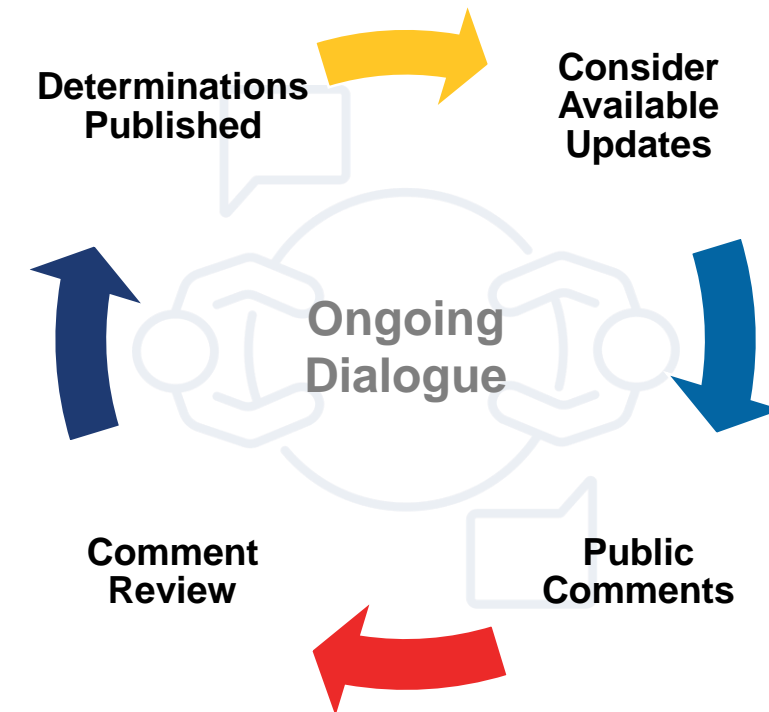 Determinations
Published
Consider
Available
Updates
Ongoing
Dialogue
Comment
Review
Public
Comments